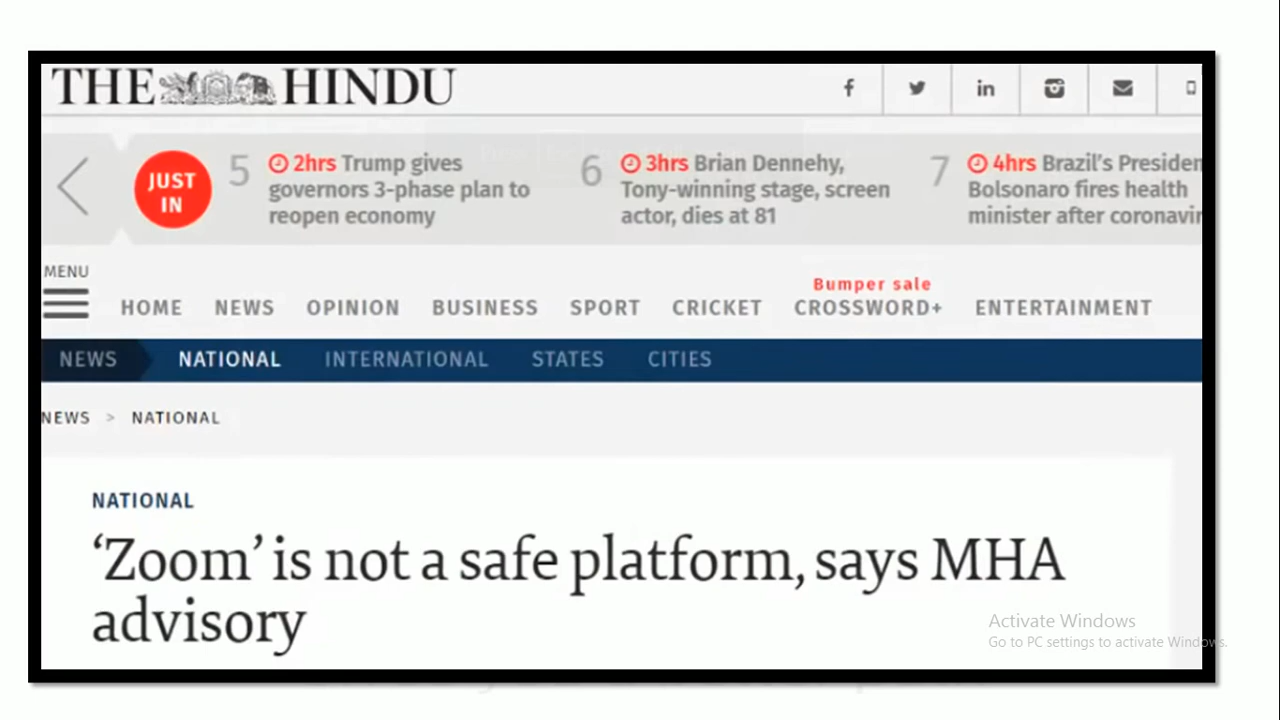 THE HINDU
JUST IN
5 2hrs Trump gives
governors 3-phase plan to
reopen economy
6 3hrs Brian Dennehy,
Tony-winning stage, screen
actor, dies at 81
7 4hrs Brazil's Presiden
Bolsonaro fires health
minister after coronavir
MENU
Bumper sale
HOME NEWS OPINION BUSINESS SPORT CRICKET CROSSWORD+ ENTERTAINMENT
NEWS NATIONAL INTERNATIONAL STATES CITIES
NEWS > NATIONAL
NATIONAL
‘Zoom’ is not a safe platform, says MHA
advisory
Activate Windows
Go to PC settings to activate Windows.